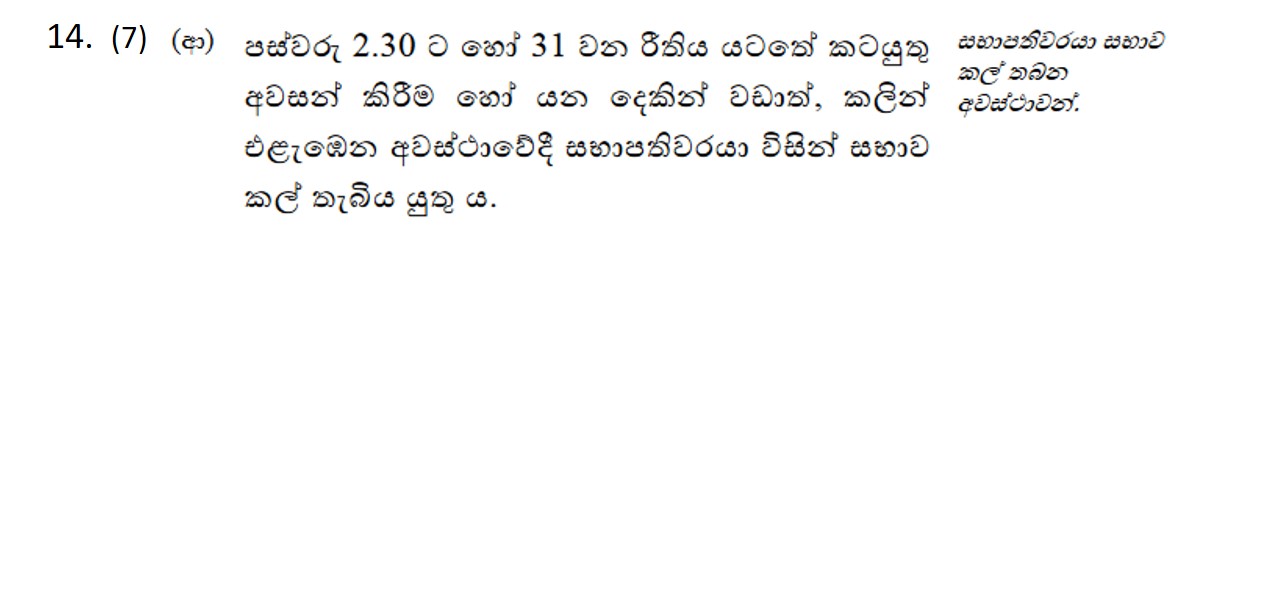 14. (7) (ආ) පස්වරු 2.30 ට හෝ 31 වන රීතිය යටතේ කටයුතු
අවසන් කිරීම හෝ යන දෙකින් වඩාත්, කලින්
එළැඹෙන අවස්ථාවේදී සභාපතිවරයා විසින් සභාව
කල් තැබිය යුතු ය.
සභාපතිවරයා සභාව
කල් තබන
අවස්ථාවන්.